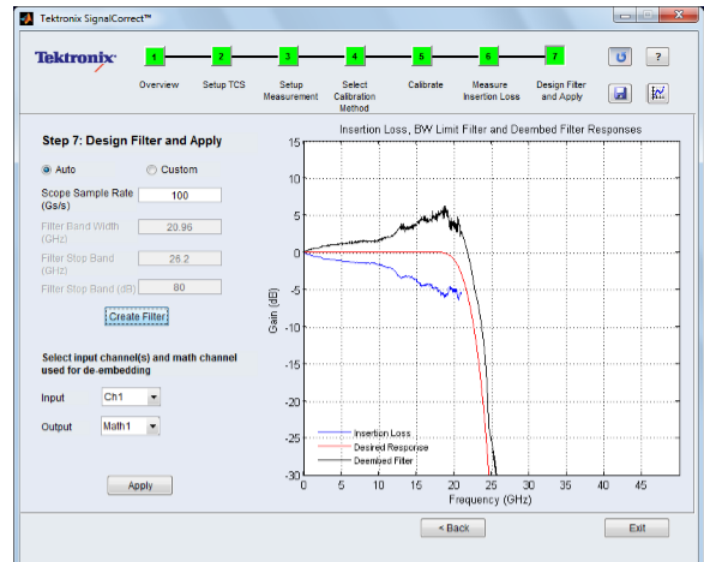 Tektronix SignalCorrect™
Tektronix
1 2 3 4 5 6 7
?
Overview
Setup TCS
Setup
Measurement
Select
Calibration
Method
Calibrate
Measure
Insertion Loss
Design Filter
and Apply
Step 7: Design Filter and Apply
Auto
Custom
Scope Sample Rate
(Gs/s)
100
Filter Band Width
(GHz)
20.96
Filter Stop Band
(GHz)
26.2
Filter Stop Band (dB)
80
Create Filter
Select input channel(s) and math channel
used for de-embedding
Input
Ch1
Output
Math1
Apply
Insertion Loss, BW Limit Filter and Deembed Filter Responses
Gain (dB)
15
10
5
0
-5
-10
-15
-20
-25
-30
Insertion Loss
Desired Response
Deembed Filter
0 5 10 15 20 25 30 35 40 45
Frequency (GHz)
< Back
Exit